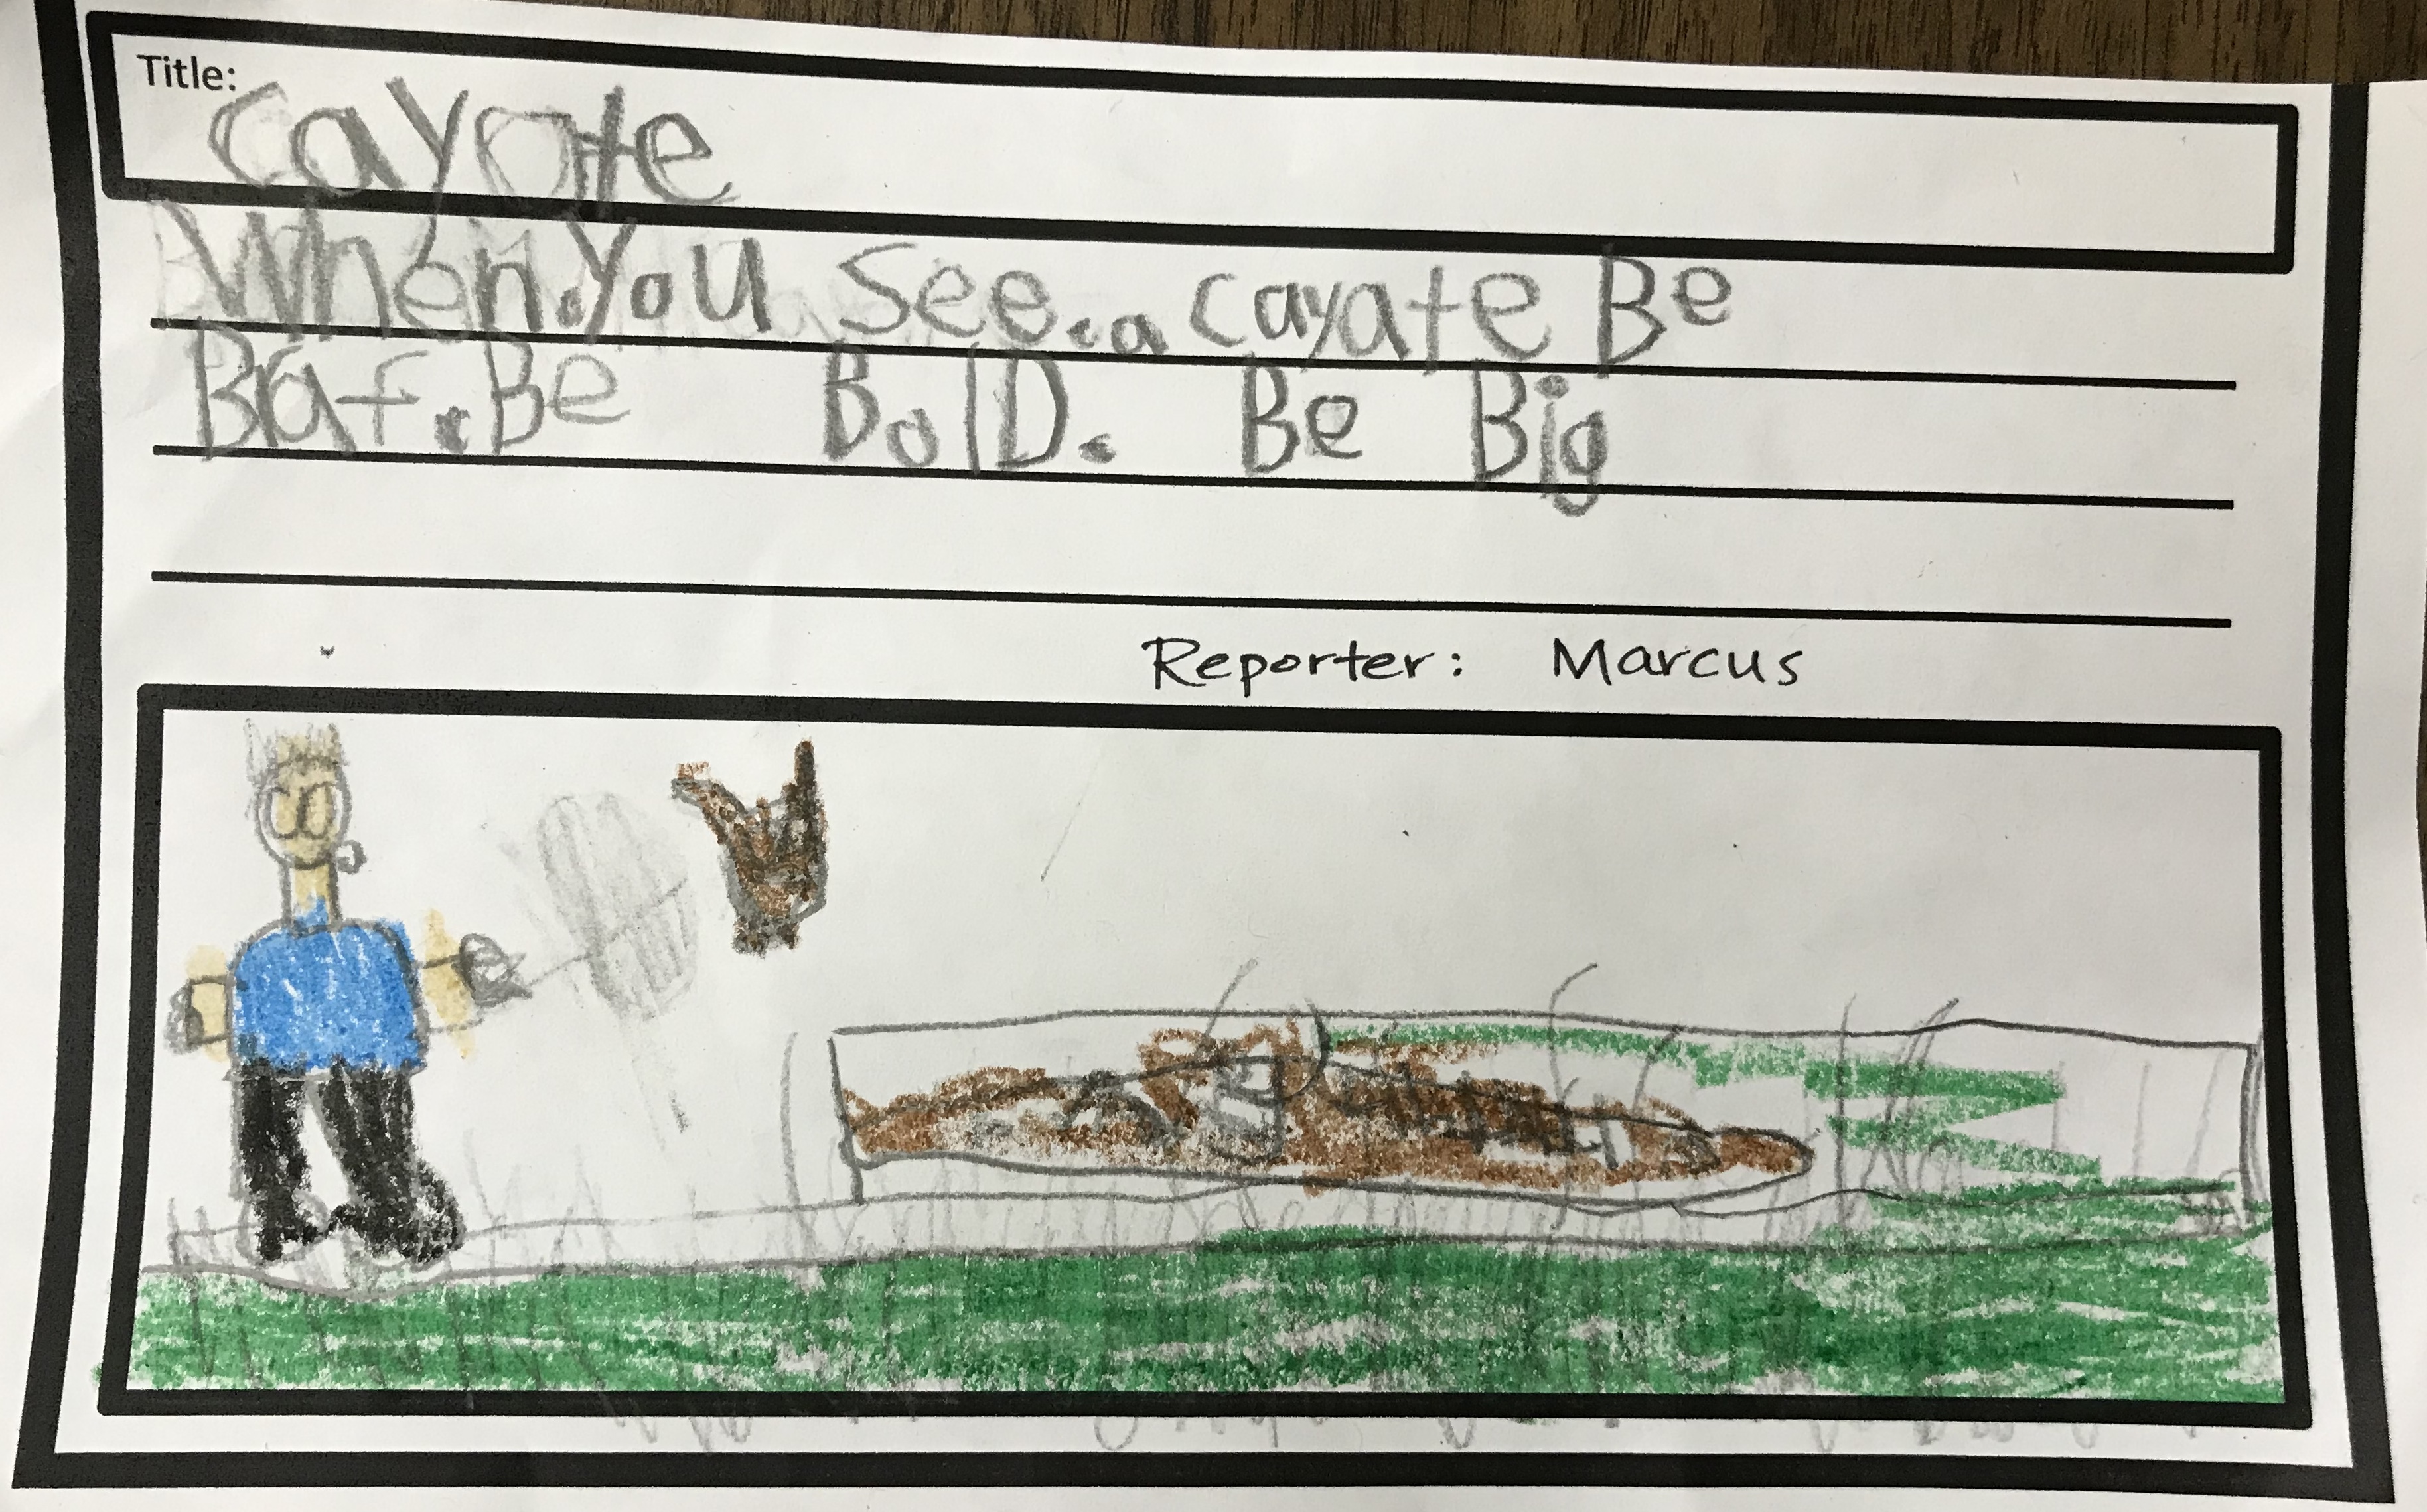 Title:
cayote
When.You See..a cayate Be
Braf.Be BolD. Be Big
Reporter: Marcus